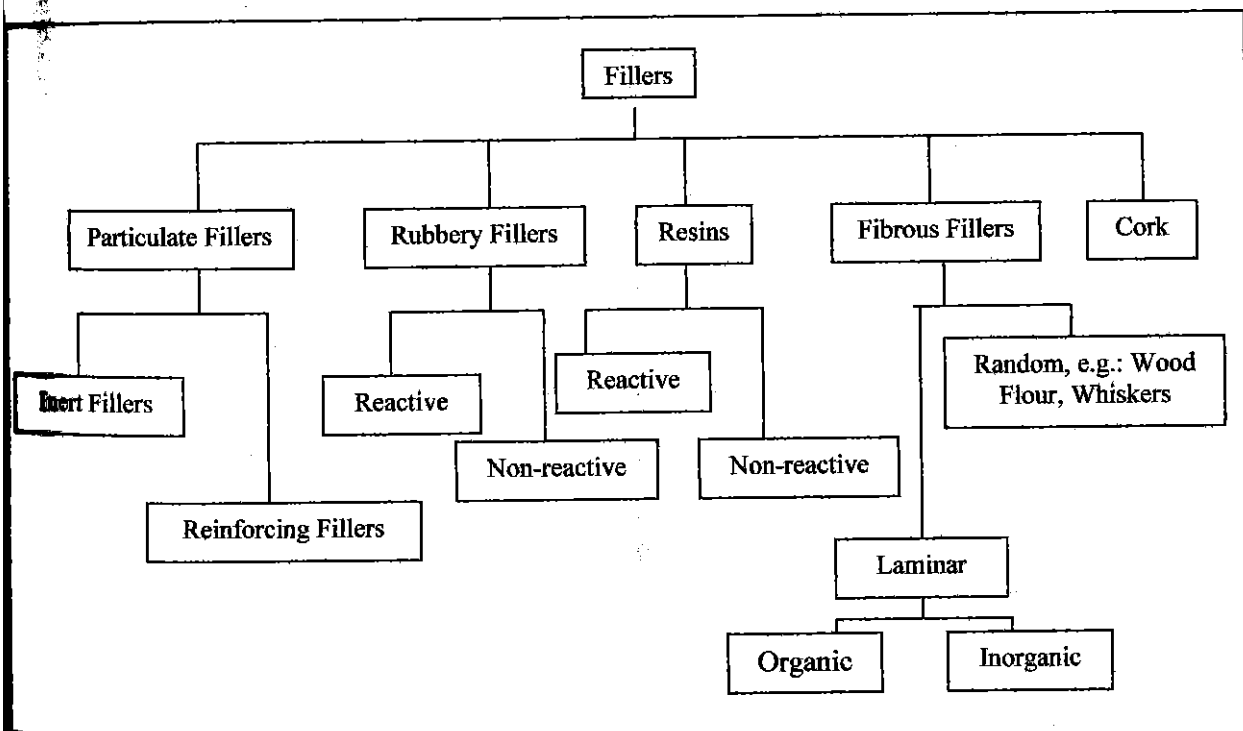 Fillers
Particulate Fillers
Rubbery Fillers
Resins
Fibrous Fillers
Cork
Inert Fillers
Reinforcing Fillers
Reactive
Non-reactive
Reactive
Non-reactive
Random, e.g.: Wood
Flour, Whiskers
Laminar
Organic
Inorganic